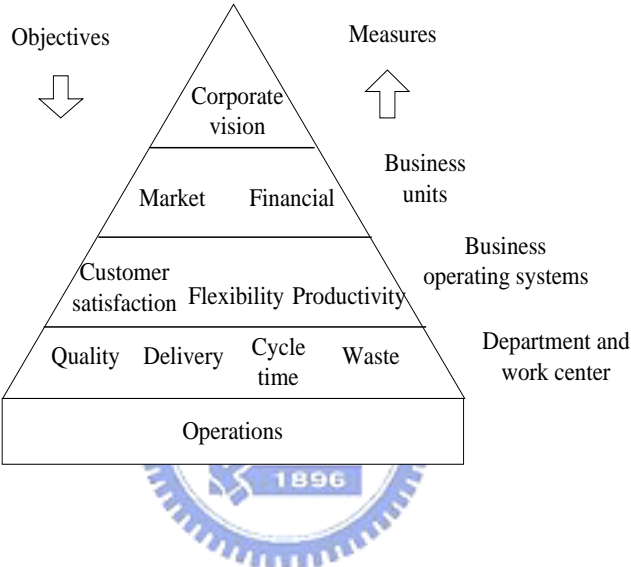 Objectives
Measures
Corporate
vision
Business
units
Market Financial
Business
operating systems
Customer
satisfaction Flexibility Productivity
Department and
work center
Quality Delivery Cycle
time Waste
Operations
1896